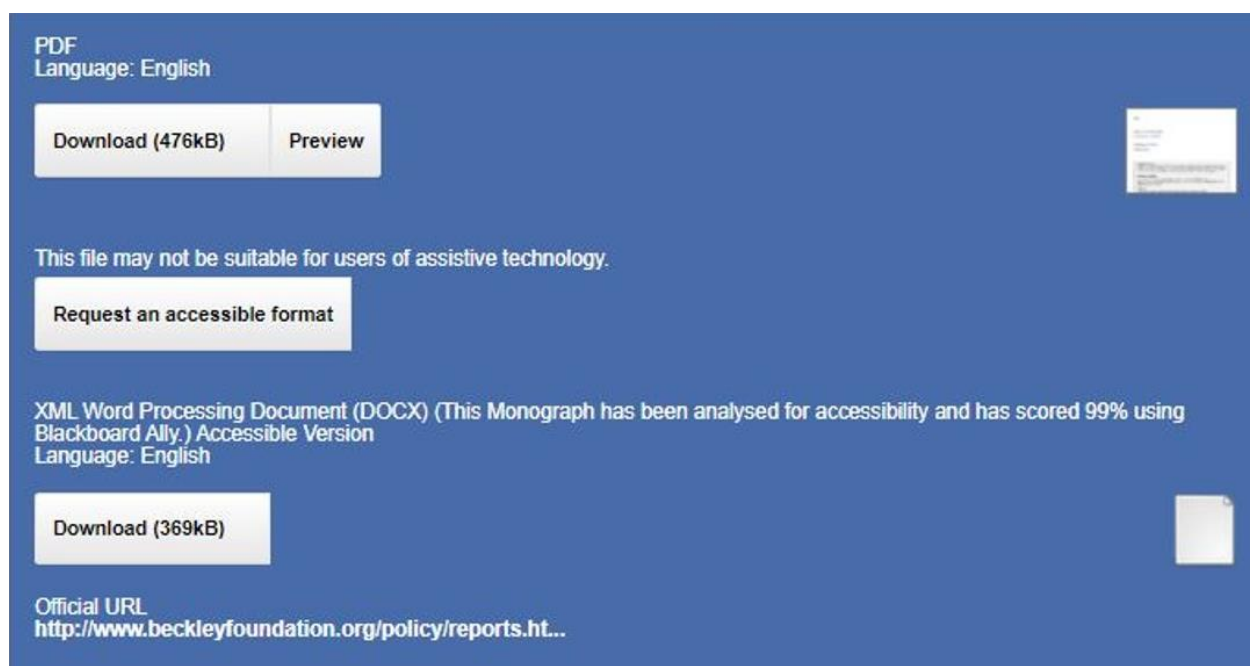 PDF
Language: English
Download (476kB) Preview
This file may not be suitable for users of assistive technology.
Request an accessible format
XML Word Processing Document (DOCX) (This Monograph has been analysed for accessibility and has scored 99% using
Blackboard Ally.) Accessible Version
Language: English
Download (369kB)
Official URL
http://www.beckleyfoundation.org/policy/reports.ht...